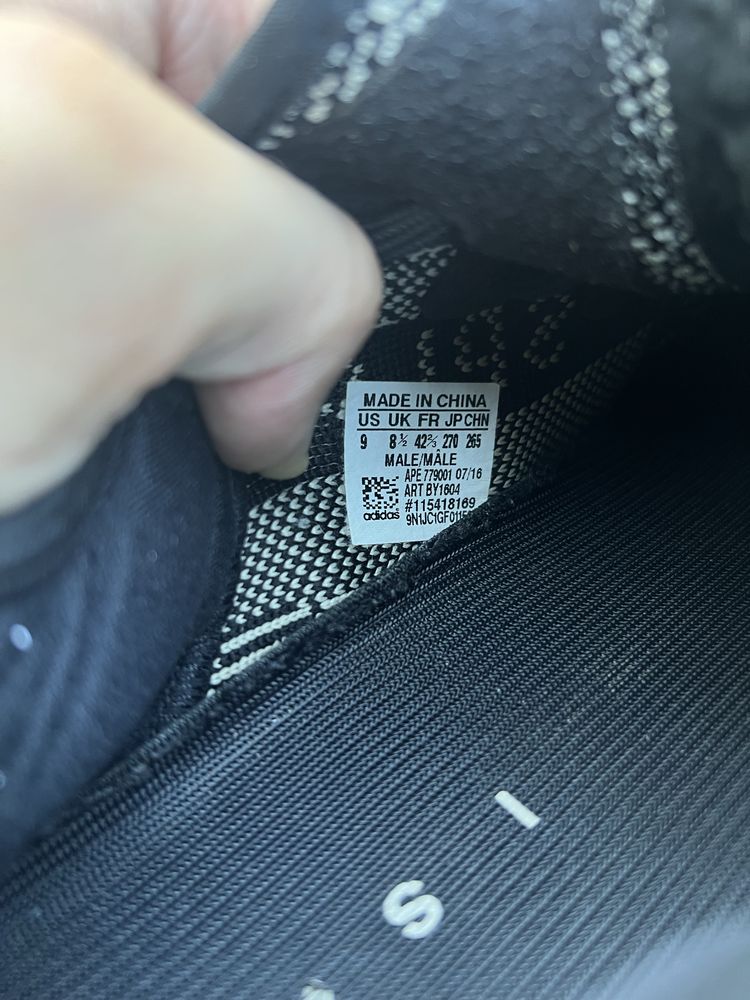 MADE IN CHINA
US UK FR JP CHN
9 8½ 42⅔ 270 265
MALE/MÂLE
APE 779001 07/16
ART BY1604
#115418169
adidas
S I